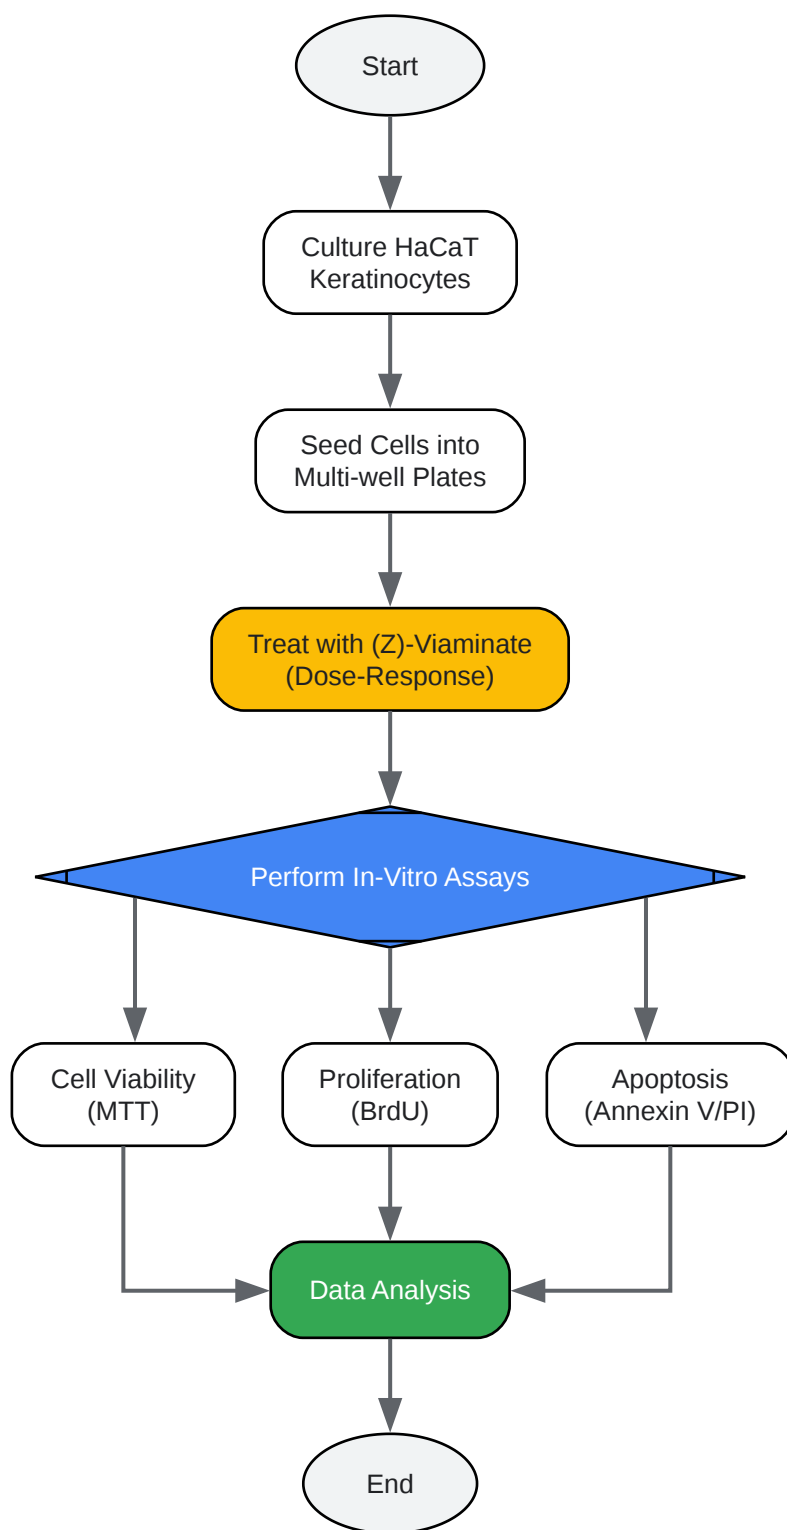 Start
Culture HaCaT
Keratinocytes
Seed Cells into
Multi-well Plates
Treat with (Z)-Viaminate
(Dose-Response)
Perform In-Vitro Assays
Cell Viability
(MTT)
Proliferation
(BrdU)
Apoptosis
(Annexin V/PI)
Data Analysis
End